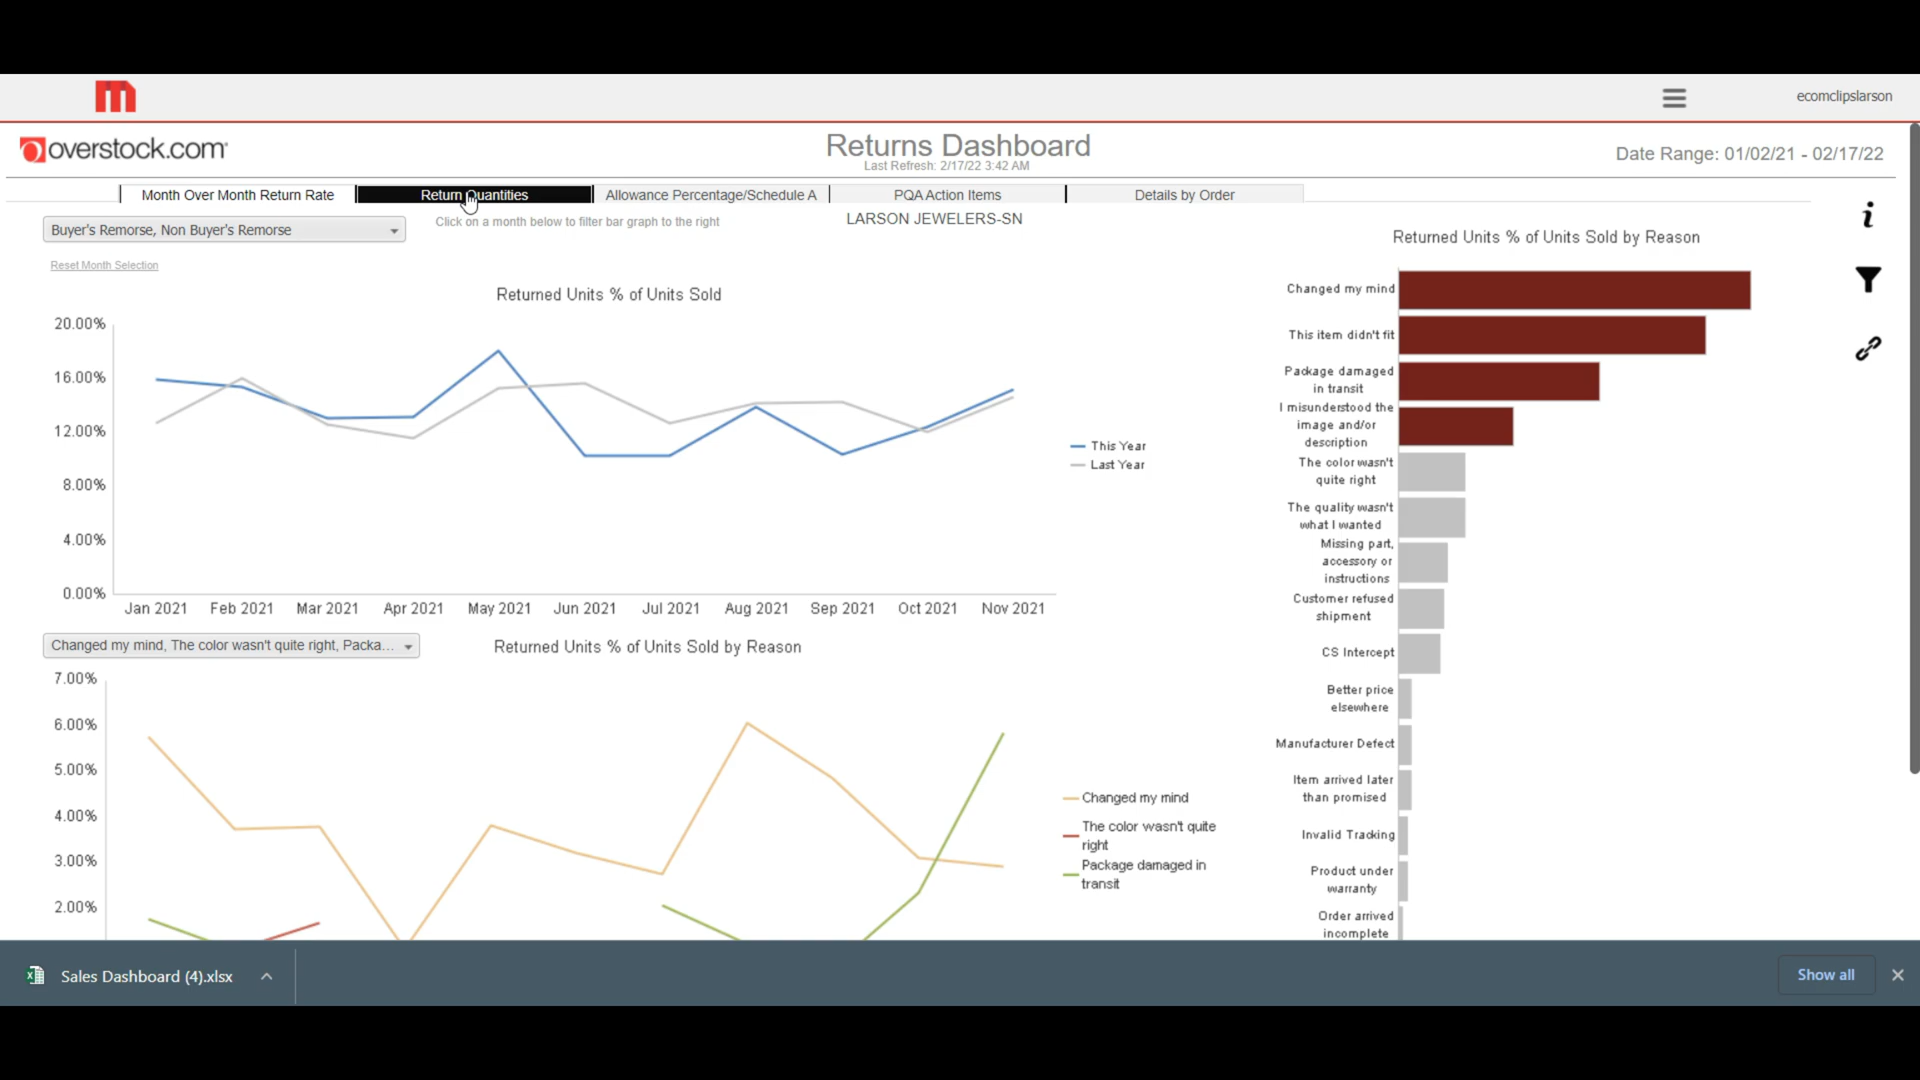 ecomclipslarson
overstock.com
Returns Dashboard
Last Refresh: 2/17/22 3:42 AM
Date Range: 01/02/21 - 02/17/22
Month Over Month Return Rate
Return Quantities
Allowance Percentage/Schedule A
PQA Action Items
Details by Order
Buyer's Remorse, Non Buyer's Remorse
Click on a month below to filter bar graph to the right
LARSON JEWELERS-SN
Reset Month Selection
Returned Units % of Units Sold
20.00%
16.00%
12.00%
8.00%
4.00%
0.00%
Jan 2021 Feb 2021 Mar 2021 Apr 2021 May 2021 Jun 2021 Jul 2021 Aug 2021 Sep 2021 Oct 2021 Nov 2021
This Year
Last Year
Changed my mind, The color wasn't quite right, Packa...
Returned Units % of Units Sold by Reason
7.00%
6.00%
5.00%
4.00%
3.00%
2.00%
Changed my mind
The color wasn't quite
right
Package damaged in
transit
Returned Units % of Units Sold by Reason
Changed my mind
This item didn't fit
Package damaged
in transit
I misunderstood the
image and/or
description
The color wasn't
quite right
The quality wasn't
what I wanted
Missing part,
accessory or
instructions
Customer refused
shipment
CS Intercept
Better price
elsewhere
Manufacturer Defect
Item arrived later
than promised
Invalid Tracking
Product under
warranty
Order arrived
incomplete
Sales Dashboard (4).xlsx
Show all